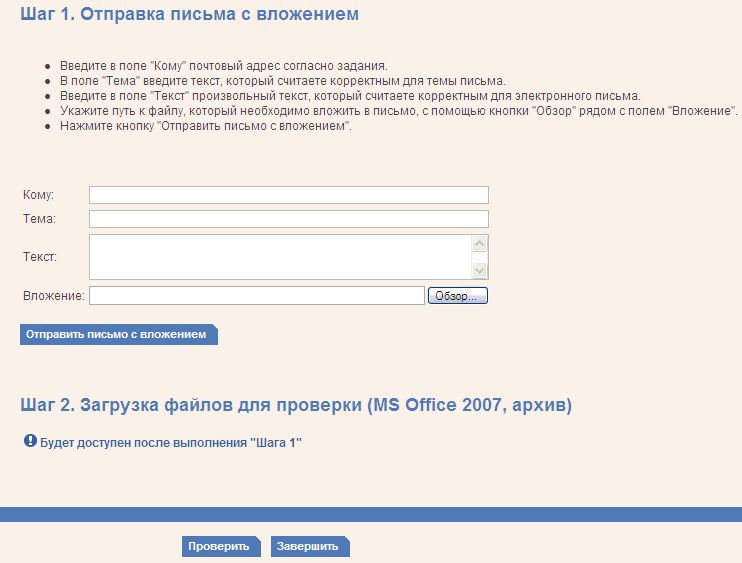 Шаг 1. Отправка письма с вложением
Введите в поле "Кому" почтовый адрес согласно задания.
В поле "Тема" введите текст, который считаете корректным для темы письма.
Введите в поле "Текст" произвольный текст, который считаете корректным для электронного письма.
Укажите путь к файлу, который необходимо вложить в письмо, с помощью кнопки "Обзор" рядом с полем "Вложение".
Нажмите кнопку "Отправить письмо с вложением".
Кому:
Тема:
Текст:
Вложение: Обзор...
Отправить письмо с вложением
Шаг 2. Загрузка файлов для проверки (MS Office 2007, архив)
Будет доступен после выполнения "Шага 1"
Проверить Завершить